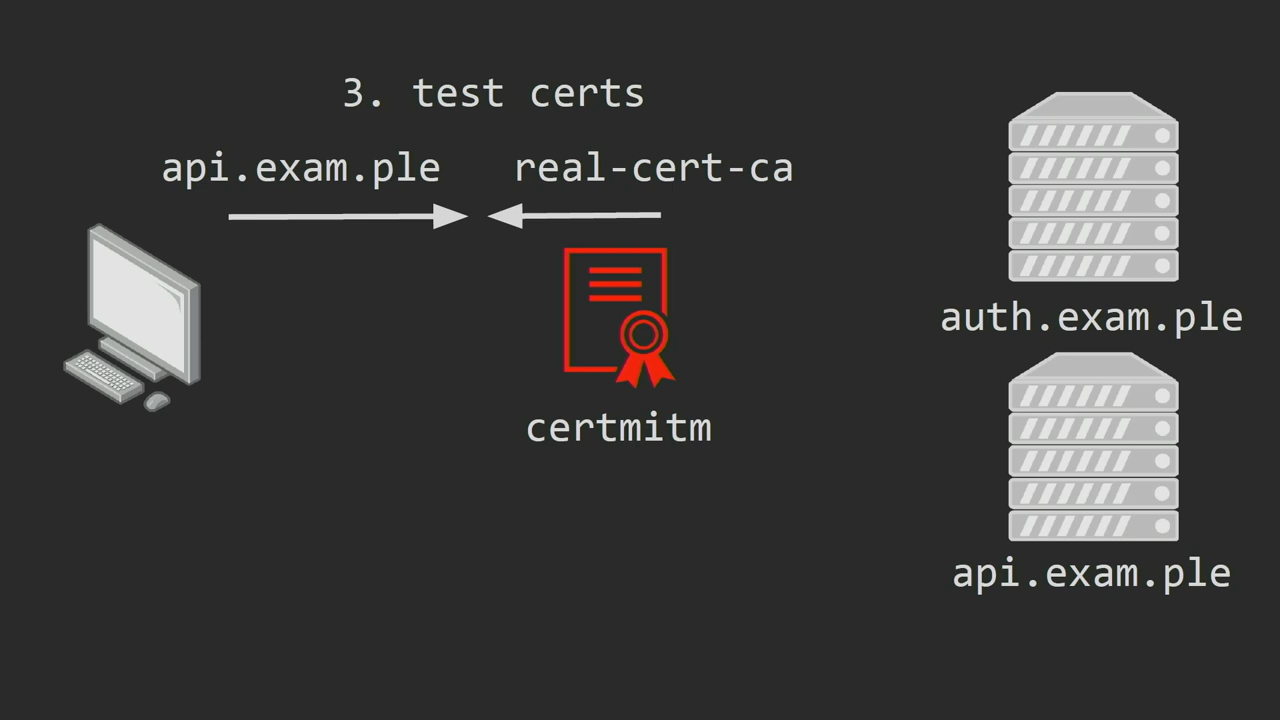 3. test certs
api.exam.ple
real-cert-ca
auth.exam.ple
certmitm
api.exam.ple